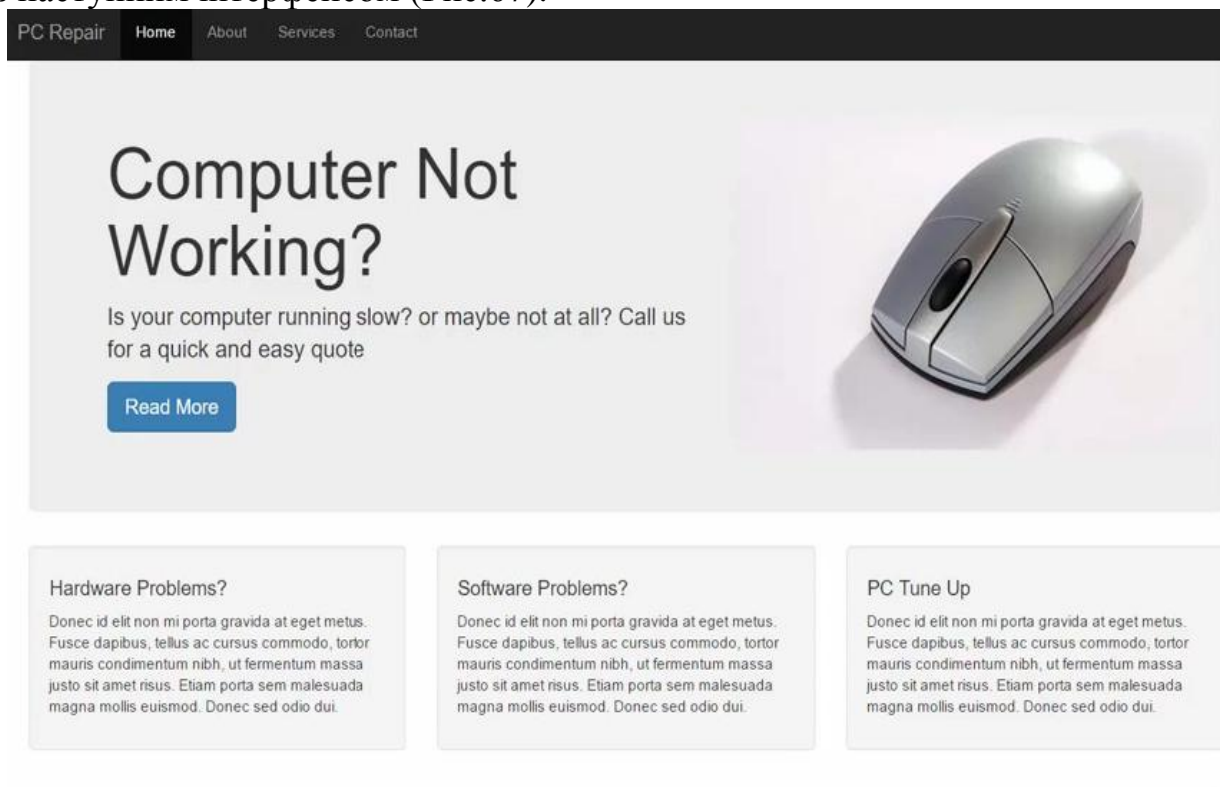 наступним інтерфейсом (Рис.67).
PC Repair Home About Services Contact
Computer Not
Working?
Is your computer running slow? or maybe not at all? Call us
for a quick and easy quote
Read More
Hardware Problems?
Donec id elit non mi porta gravida at eget metus.
Fusce dapibus, tellus ac cursus commodo, tortor
mauris condimentum nibh, ut fermentum massa
justo sit amet risus. Etiam porta sem malesuada
magna mollis euismod. Donec sed odio dui.
Software Problems?
Donec id elit non mi porta gravida at eget metus.
Fusce dapibus, tellus ac cursus commodo, tortor
mauris condimentum nibh, ut fermentum massa
justo sit amet risus. Etiam porta sem malesuada
magna mollis euismod. Donec sed odio dui.
PC Tune Up
Donec id elit non mi porta gravida at eget metus.
Fusce dapibus, tellus ac cursus commodo, tortor
mauris condimentum nibh, ut fermentum massa
justo sit amet risus. Etiam porta sem malesuada
magna mollis euismod. Donec sed odio dui.